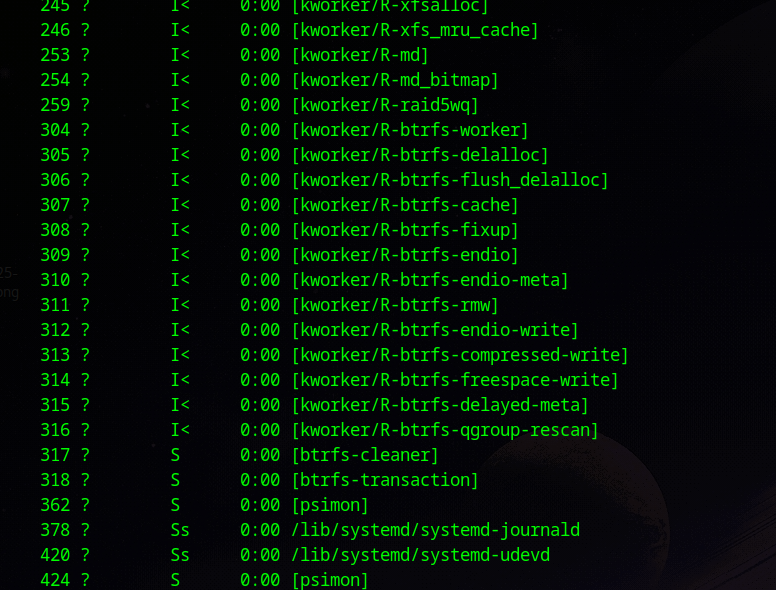 245 ?        I<     0:00 [kworker/R-xfsalloc]
246 ?        I<     0:00 [kworker/R-xfs_mru_cache]
253 ?        I<     0:00 [kworker/R-md]
254 ?        I<     0:00 [kworker/R-md_bitmap]
259 ?        I<     0:00 [kworker/R-raid5wq]
304 ?        I<     0:00 [kworker/R-btrfs-worker]
305 ?        I<     0:00 [kworker/R-btrfs-delalloc]
306 ?        I<     0:00 [kworker/R-btrfs-flush_delalloc]
307 ?        I<     0:00 [kworker/R-btrfs-cache]
308 ?        I<     0:00 [kworker/R-btrfs-fixup]
309 ?        I<     0:00 [kworker/R-btrfs-endio]
25-
310 ?        I<     0:00 [kworker/R-btrfs-endio-meta]
ong
311 ?        I<     0:00 [kworker/R-btrfs-rmw]
312 ?        I<     0:00 [kworker/R-btrfs-endio-write]
313 ?        I<     0:00 [kworker/R-btrfs-compressed-write]
314 ?        I<     0:00 [kworker/R-btrfs-freespace-write]
315 ?        I<     0:00 [kworker/R-btrfs-delayed-meta]
316 ?        I<     0:00 [kworker/R-btrfs-qgroup-rescan]
317 ?        S      0:00 [btrfs-cleaner]
318 ?        S      0:00 [btrfs-transaction]
362 ?        S      0:00 [psimon]
378 ?        Ss     0:00 /lib/systemd/systemd-journald
420 ?        Ss     0:00 /lib/systemd/systemd-udevd
424 ?        S      0:00 [psimon]